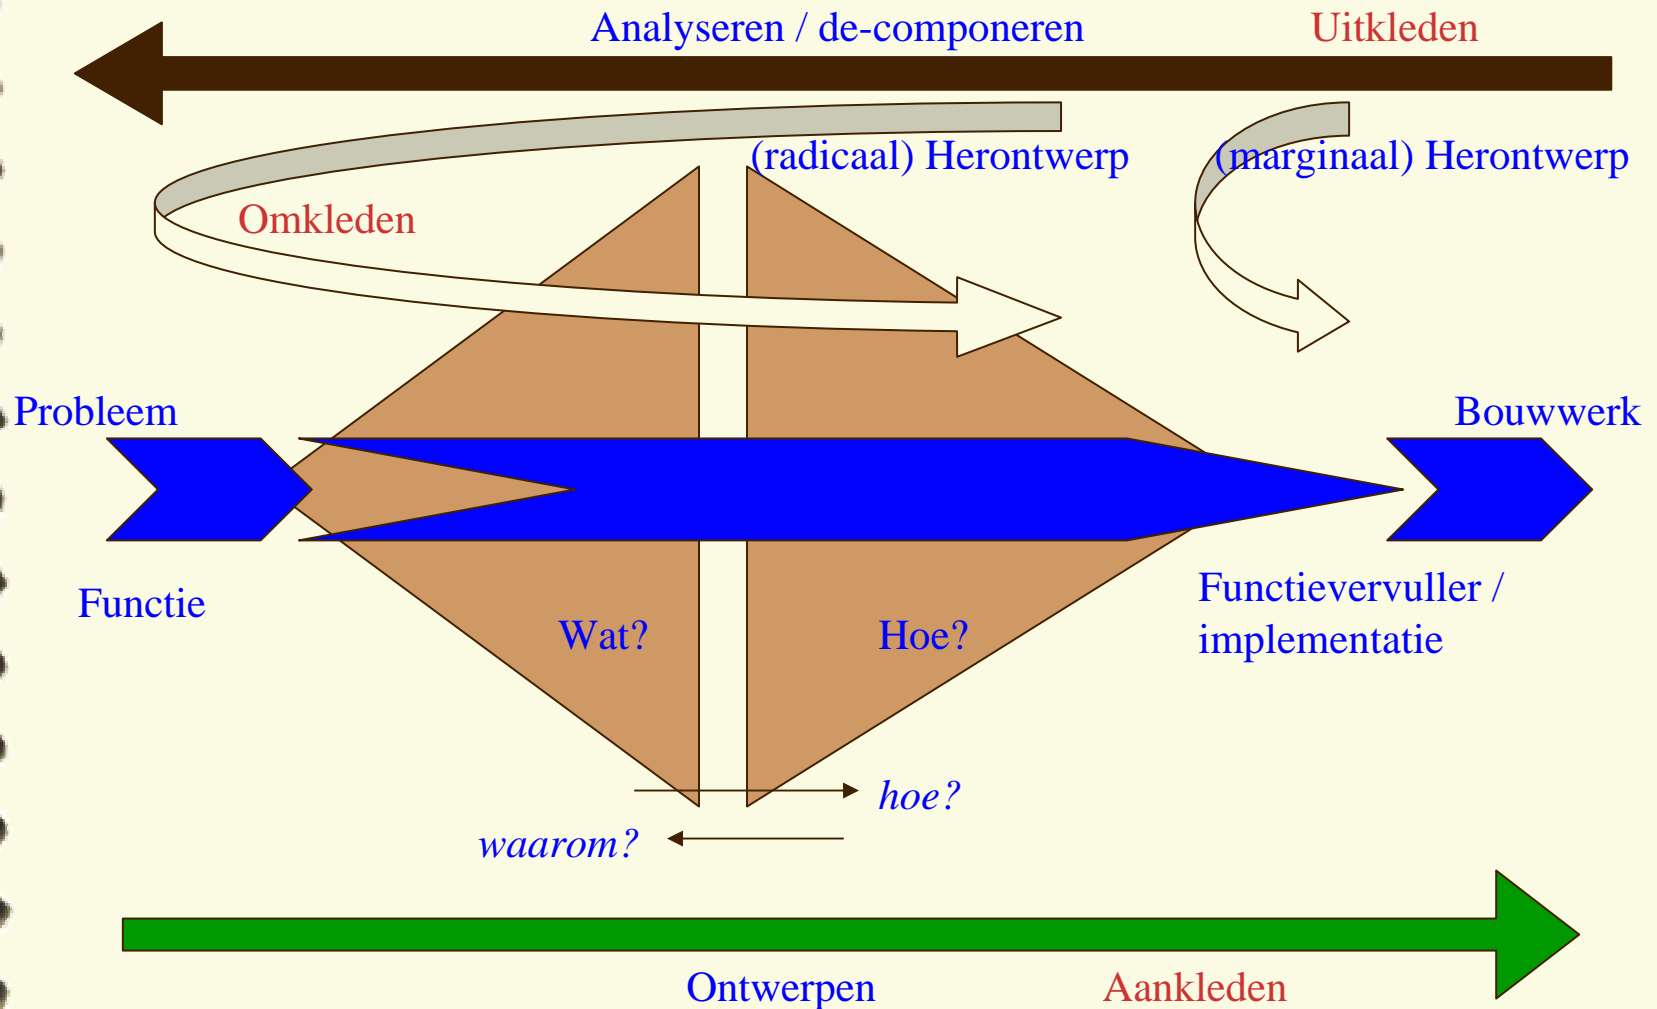 Analyseren / de-componeren
Uitkleden
(radicaal) Herontwerp
(marginaal) Herontwerp
Omkleden
Probleem
Bouwwerk
Functie
Functievervuller /
implementatie
Wat?
Hoe?
hoe?
waarom?
Ontwerpen
Aankleden